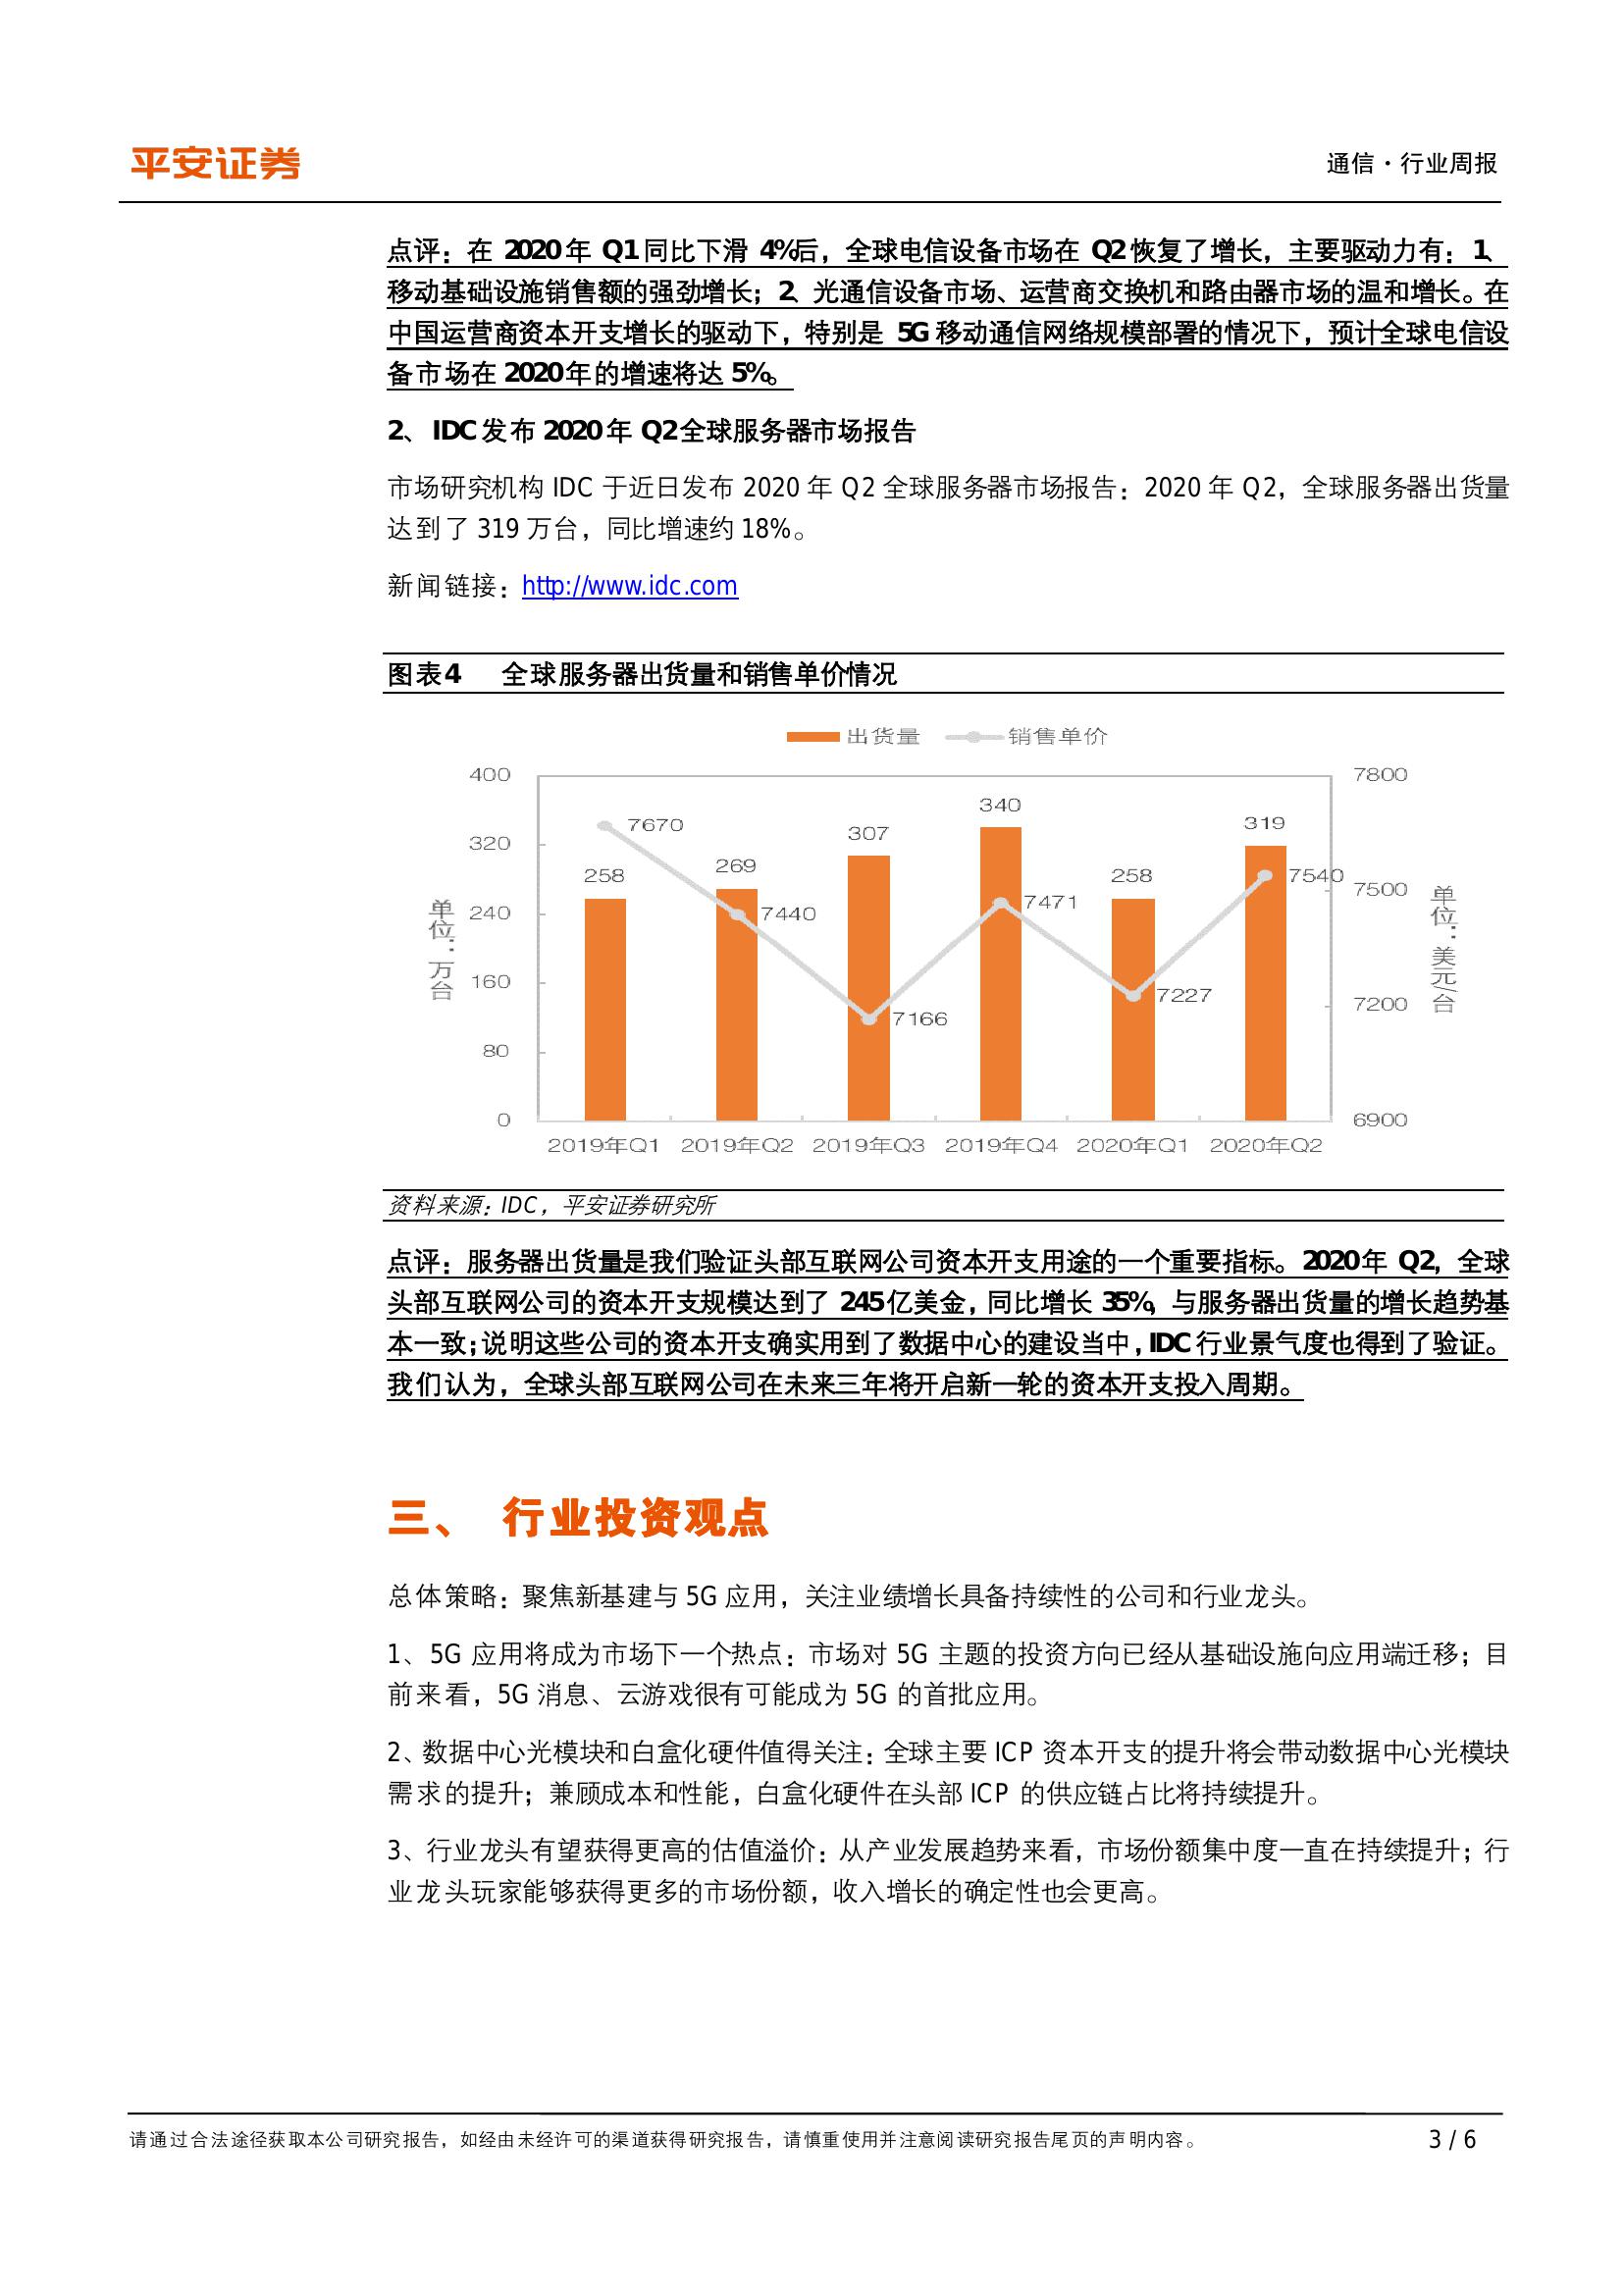 平安证券
通信·行业周报
点评：在 2020 年 Q1 同比下滑 4%后，全球电信设备市场在 Q2 恢复了增长，主要驱动力有：1、
移动基础设施销售额的强劲增长；2、光通信设备市场、运营商交换机和路由器市场的温和增长。在
中国运营商资本开支增长的驱动下，特别是 5G 移动通信网络规模部署的情况下，预计全球电信设
备市场在 2020 年的增速将达 5%。
2、 IDC 发布 2020 年 Q2 全球服务器市场报告
市场研究机构 IDC 于近日发布 2020 年 Q2 全球服务器市场报告：2020 年 Q2，全球服务器出货量
达到了 319 万台，同比增速约 18%。
新闻链接：http://www.idc.com
图表4 全球服务器出货量和销售单价情况
出货量 销售单价
400 7800
340
7670 307 319
320
258 269 258 7540
7500
240 7440 7471
单位：万台 单位：美元/台
160 7166 7227
7200
80
0 6900
2019年Q1 2019年Q2 2019年Q3 2019年Q4 2020年Q1 2020年Q2
资料来源：IDC，平安证券研究所
点评：服务器出货量是我们验证头部互联网公司资本开支用途的一个重要指标。2020 年 Q2，全球
头部互联网公司的资本开支规模达到了 245 亿美金，同比增长 35%，与服务器出货量的增长趋势基
本一致；说明这些公司的资本开支确实用到了数据中心的建设当中，IDC 行业景气度也得到了验证。
我们认为，全球头部互联网公司在未来三年将开启新一轮的资本开支投入周期。
三、 行业投资观点
总体策略：聚焦新基建与 5G 应用，关注业绩增长具备持续性的公司和行业龙头。
1、 5G 应用将成为市场下一个热点：市场对 5G 主题的投资方向已经从基础设施向应用端迁移；目
前来看，5G 消息、云游戏很有可能成为 5G 的首批应用。
2、数据中心光模块和白盒化硬件值得关注：全球主要 ICP 资本开支的提升将会带动数据中心光模块
需求的提升；兼顾成本和性能，白盒化硬件在头部 ICP 的供应链占比将持续提升。
3、行业龙头有望获得更高的估值溢价：从产业发展趋势来看，市场份额集中度一直在持续提升；行
业龙头玩家能够获得更多的市场份额，收入增长的确定性也会更高。
请通过合法途径获取本公司研究报告，如经由未经许可的渠道获得研究报告，请慎重使用并注意阅读研究报告尾页的声明内容。
3 / 6